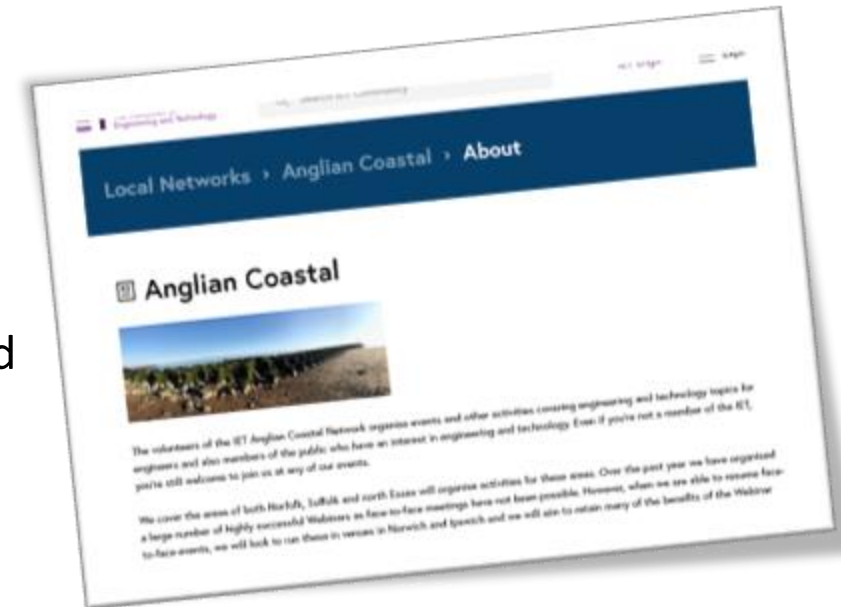 Engineering and Technology
Local Networks › Anglian Coastal › About
Anglian Coastal
d
The volunteers of the IET Anglian Coastal Network organise events and other activities covering engineering and technology topics for
engineers and also members of the public who have an interest in engineering and technology. Even if you're not a member of the IET,
you're still welcome to join us at any of our events.
We cover the areas of both Norfolk, Suffolk and north Essex will organise activities for these areas. Over the past year we have organised
a large number of highly successful Webinars as face-to-face meetings have not been possible. However, when we are able to resume face-
to-face events, we will look to run these in venues in Norwich and Ipswich and we will aim to retain many of the benefits of the Webinar